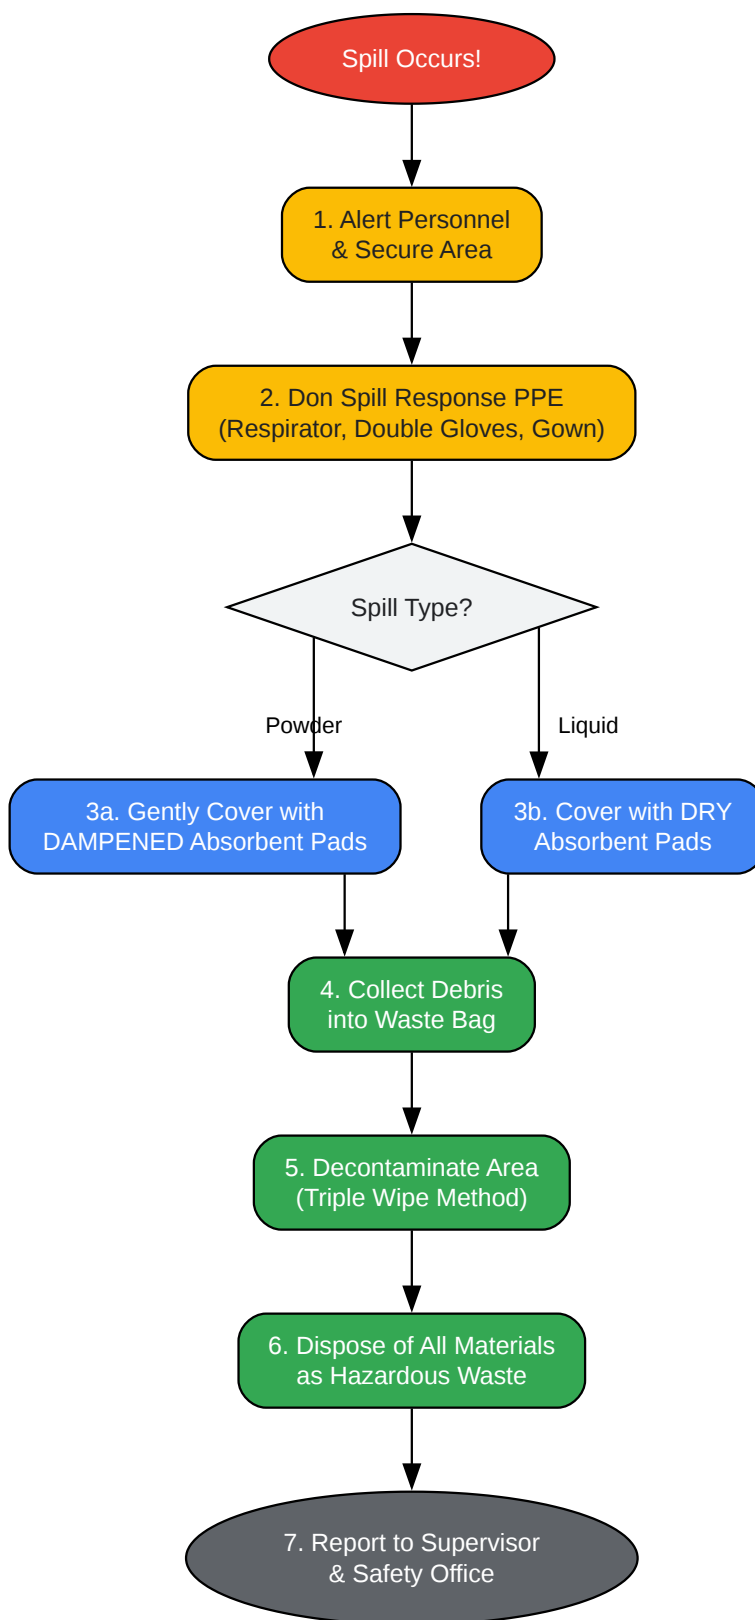 Spill Occurs!
1. Alert Personnel
& Secure Area
2. Don Spill Response PPE
(Respirator, Double Gloves, Gown)
Spill Type?
Powder
Liquid
3a. Gently Cover with
DAMPENED Absorbent Pads
3b. Cover with DRY
Absorbent Pads
4. Collect Debris
into Waste Bag
5. Decontaminate Area
(Triple Wipe Method)
6. Dispose of All Materials
as Hazardous Waste
7. Report to Supervisor
& Safety Office